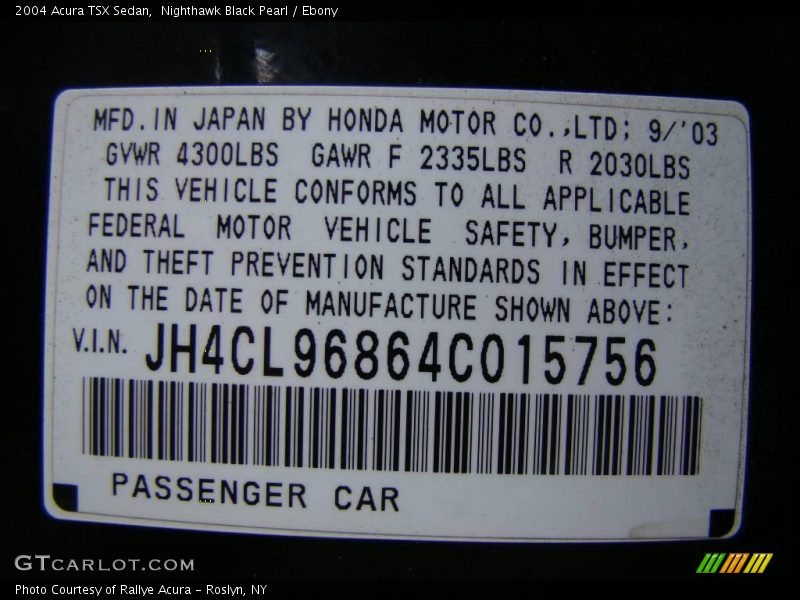 2004 Acura TSX Sedan,  Nighthawk Black Pearl / Ebony
MFD. IN JAPAN BY HONDA MOTOR CO.,LTD; 9/'03
GVWR 4300LBS GAWR F 2335LBS R 2030LBS
THIS VEHICLE CONFORMS TO ALL APPLICABLE
FEDERAL MOTOR VEHICLE SAFETY, BUMPER,
AND THEFT PREVENTION STANDARDS IN EFFECT
ON THE DATE OF MANUFACTURE SHOWN ABOVE:
V.I.N. JH4CL96864C015756
PASSENGER CAR
GTCARLOT.COM
Photo Courtesy of Rallye Acura - Roslyn, NY